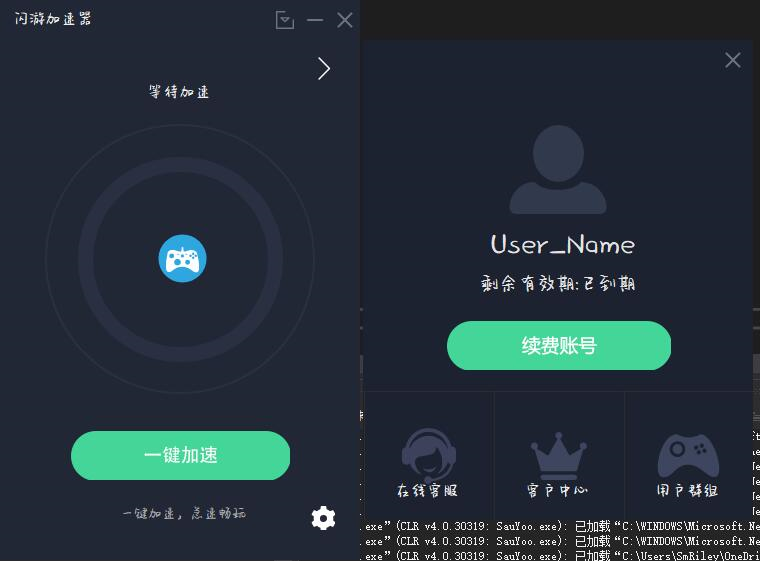 闪游加速器
等待加速
一键加速
一键加速，急速畅玩
User_Name
剩余有效期:已到期
续费账号
在线客服
客户中心
用户群组
.exe”(CLR v4.0.30319: SauYoo.exe): 已加载“C:\WINDOWS\Microsoft.Ne
.exe”(CLR v4.0.30319: SauYoo.exe): 已加载“C:\WINDOWS\Microsoft.Ne
.exe”(CLR v4.0.30319: SauYoo.exe): 已加载“C:\Users\SmRiley\OneDri